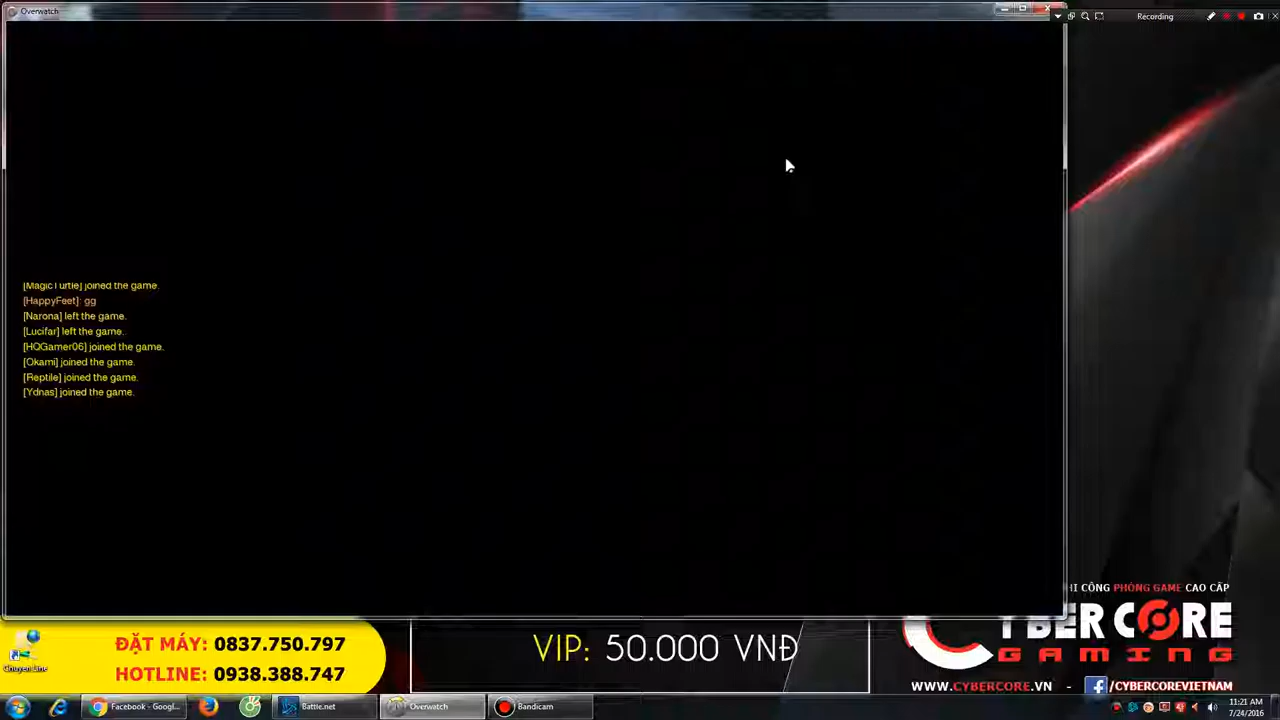 Overwatch
Recording
[MagicTurtle] joined the game.
[HappyFeet]: gg
[Narona] left the game.
[Lucifar] left the game.
[HQGamer06] joined the game.
[Okami] joined the game.
[Reptile] joined the game.
[Ydnas] joined the game.
HI CÔNG PHÒNG GAME CAO CẤP
CYBER CORE
GAMING
WWW.CYBERCORE.VN - /CYBERCOREVIETNAM
Chuyen Line
ĐẶT MÁY: 0837.750.797
HOTLINE: 0938.388.747
VIP: 50.000 VNĐ
Facebook - Googl...
Battle.net
Overwatch
Bandicam
11:21 AM
7/24/2016